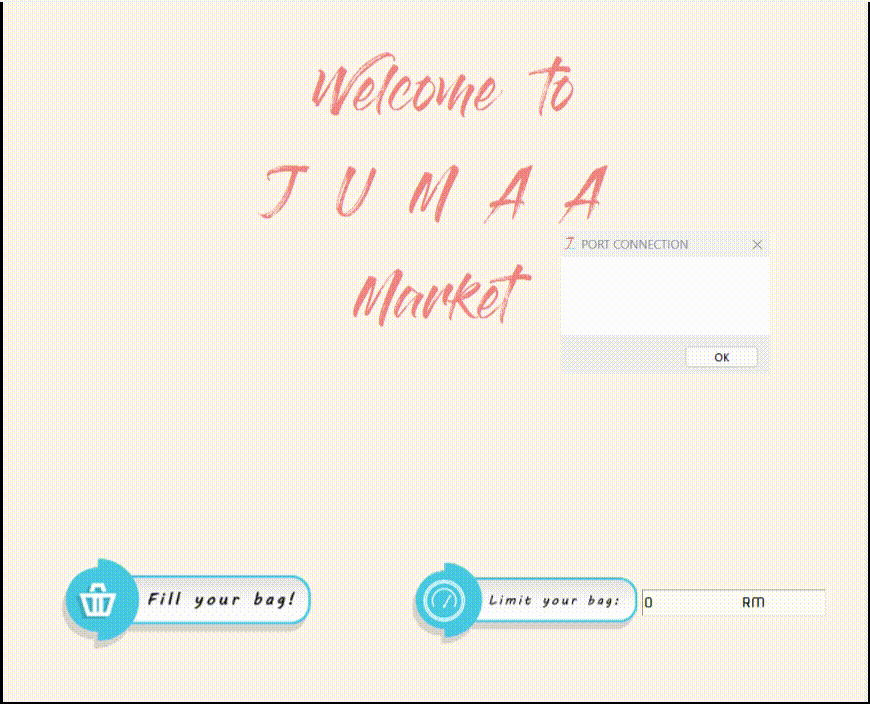 Welcome to
J U M A A
PORT CONNECTION
Market
OK
Fill your bag!
Limit your bag: 0 RM